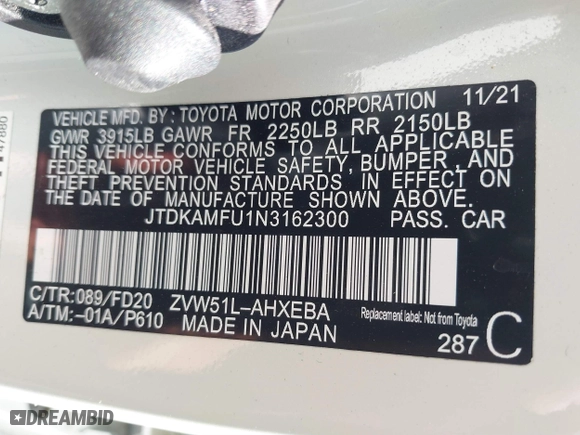 VEHICLE MFD. BY: TOYOTA MOTOR CORPORATION 11/21
GVWR 3915LB GAWR FR 2250LB RR 2150LB
THIS VEHICLE CONFORMS TO ALL APPLICABLE
FEDERAL MOTOR VEHICLE SAFETY, BUMPER, AND
THEFT PREVENTION STANDARDS IN EFFECT ON
THE DATE OF MANUFACTURE SHOWN ABOVE.
JTDKAMFU1N3162300 PASS. CAR
C/TR: 089/FD20 ZVW51L-AHXEBA Replacement label: Not from Toyota
A/TM:-01A/P610 MADE IN JAPAN
287 C
47880
DREAMBID